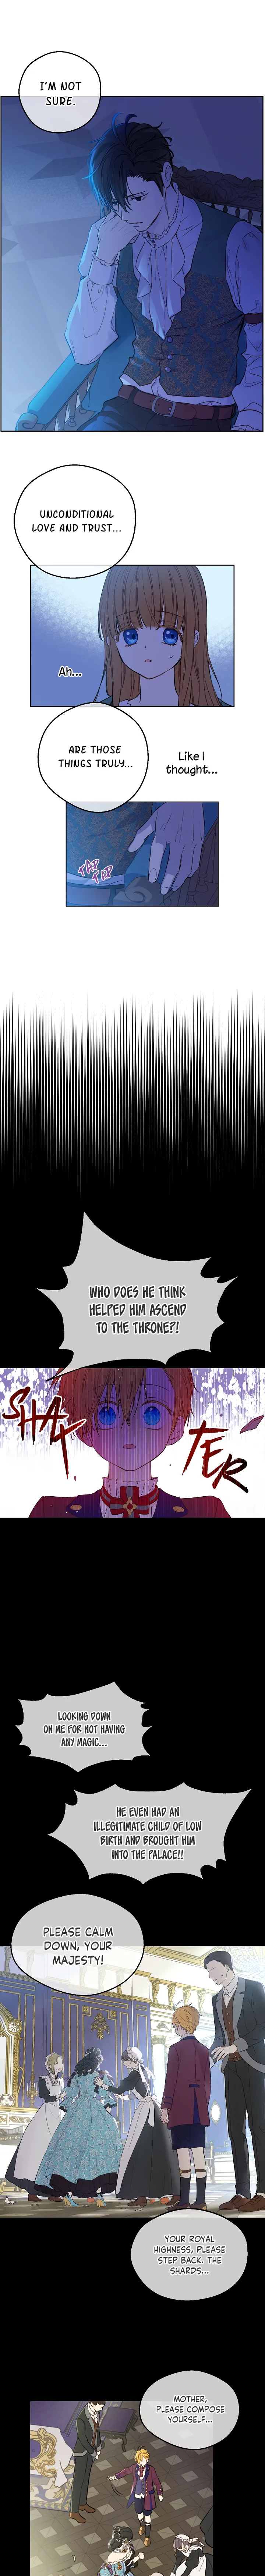 I'M NOT
SURE.
UNCONDITIONAL
LOVE AND TRUST...
Ah...
ARE THOSE
THINGS TRULY...
Like I
thought...
TAP
TAP
WHO DOES HE THINK
HELPED HIM ASCEND
TO THE THRONE?!
SHAT
TER
LOOKING DOWN
ON ME FOR NOT HAVING
ANY MAGIC...
HE EVEN HAD AN
ILLEGITIMATE CHILD OF LOW
BIRTH AND BROUGHT HIM
INTO THE PALACE!!
PLEASE CALM
DOWN, YOUR
MAJESTY!
YOUR ROYAL
HIGHNESS, PLEASE
STEP BACK. THE
SHARDS...
MOTHER,
PLEASE COMPOSE
YOURSELF...